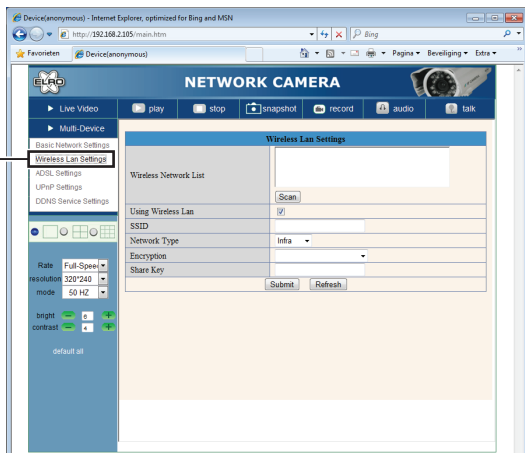 Device(anonymous) - Internet Explorer, optimized for Bing and MSN
http://192.168.2.105/main.htm
Bing
Favorieten
Device(anonymous)
Pagina
Beveiliging
Extra
ELRO
NETWORK CAMERA
Live Video
play
stop
snapshot
record
audio
talk
Multi-Device
Basic Network Settings
Wireless Lan Settings
ADSL Settings
UPnP Settings
DDNS Service Settings
Rate Full-Spee
resolution 320*240
mode 50 HZ
bright 6
contrast 4
default all
Wireless Lan Settings
Wireless Network List
Scan
Using Wireless Lan
SSID
Network Type Infra
Encryption
Share Key
Submit Refresh